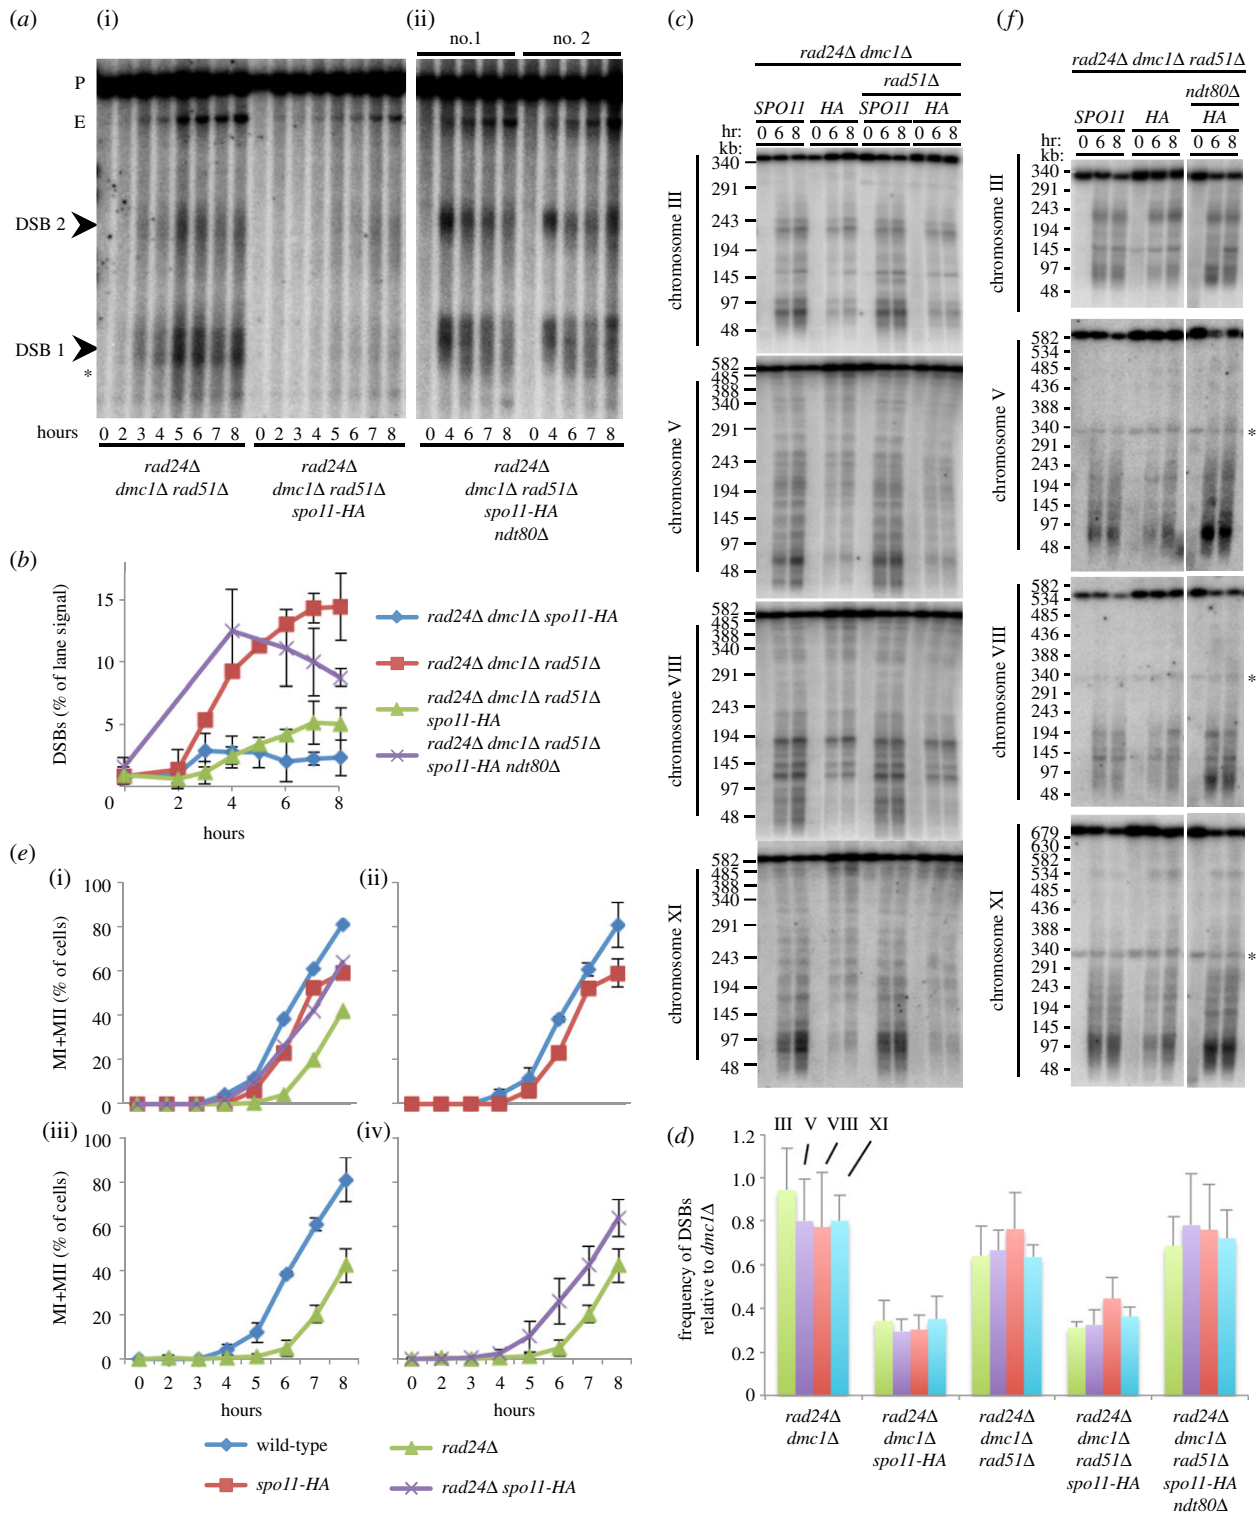 (a)
(i)
(ii)
no.1
no. 2
P
E
DSB 2
DSB 1
*
hours
0 2 3 4 5 6 7 8
0 2 3 4 5 6 7 8
0 4 6 7 8
0 4 6 7 8
rad24Δ
dmc1Δ rad51Δ
rad24Δ
dmc1Δ rad51Δ
spo11-HA
rad24Δ
dmc1Δ rad51Δ
spo11-HA
ndt80Δ
(b)
DSBs (% of lane signal)
15
10
5
0
2
4
6
8
hours
rad24Δ dmc1Δ spo11-HA
rad24Δ dmc1Δ rad51Δ
rad24Δ dmc1Δ rad51Δ
spo11-HA
rad24Δ dmc1Δ rad51Δ
spo11-HA ndt80Δ
(c)
rad24Δ dmc1Δ
rad51Δ
SPO11 HA SPO11 HA
hr: 0 6 8 0 6 8 0 6 8 0 6 8
kb:
chromosome III
340
291
243
194
145
97
48
chromosome V
582
485
388
340
291
243
194
145
97
48
chromosome VIII
582
485
388
340
291
243
194
145
97
48
chromosome XI
582
485
388
340
291
243
194
145
97
48
(f)
rad24Δ dmc1Δ rad51Δ
ndt80Δ
SPO11 HA HA
hr: 0 6 8 0 6 8 0 6 8
kb:
chromosome III
340
291
243
194
145
97
48
chromosome V
582
534
485
436
388
340
291
243
194
145
97
48
*
chromosome VIII
582
534
485
436
388
340
291
243
194
145
97
48
*
chromosome XI
679
630
582
534
485
436
388
340
291
243
194
145
97
48
*
(e)
(i)
MI+MII (% of cells)
100
80
60
40
20
0
(ii)
(iii)
MI+MII (% of cells)
100
80
60
40
20
0
0 2 3 4 5 6 7 8
hours
(iv)
0 2 3 4 5 6 7 8
hours
wild-type
rad24Δ
spo11-HA
rad24Δ spo11-HA
(d)
III V VIII XI
frequency of DSBs
relative to dmc1Δ
1.2
1.0
0.8
0.6
0.4
0.2
0
rad24Δ
dmc1Δ
rad24Δ
dmc1Δ
spo11-HA
rad24Δ
dmc1Δ
rad51Δ
rad24Δ
dmc1Δ
rad51Δ
spo11-HA
rad24Δ
dmc1Δ
rad51Δ
spo11-HA
ndt80Δ